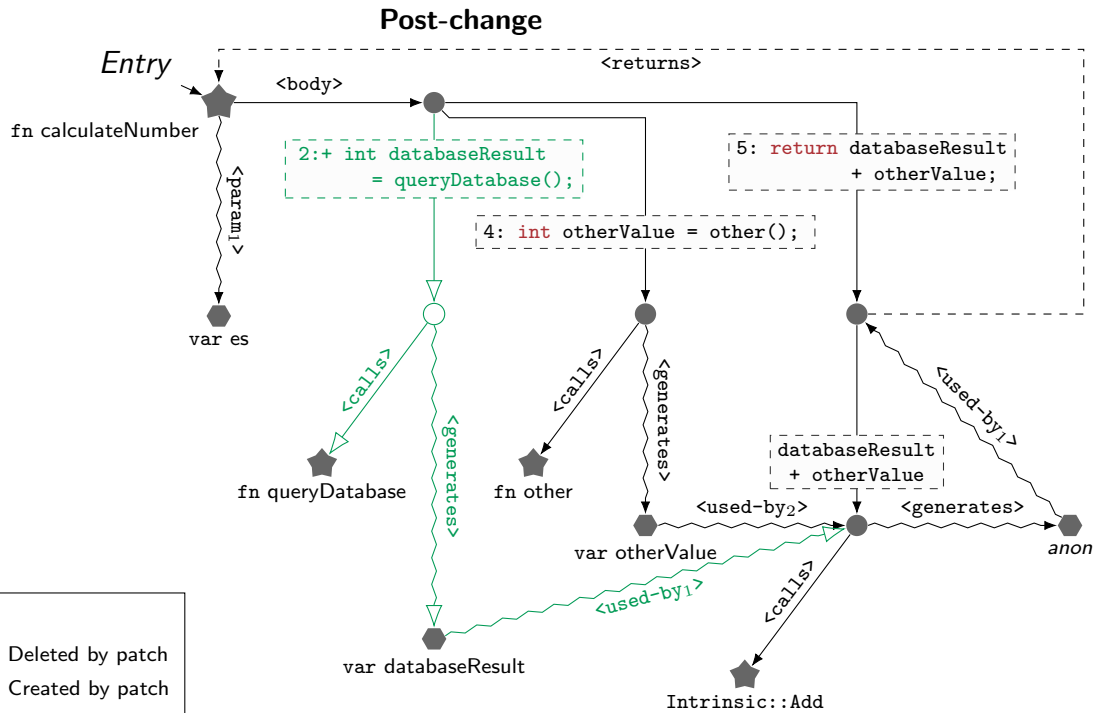 Post-change
Entry
<returns>
<body>
fn calculateNumber
2:+ int databaseResult
= queryDatabase();
5: return databaseResult
+ otherValue;
<param₁>
4: int otherValue = other();
var es
<calls>
<generates>
<calls>
<generates>
<used-by₁>
databaseResult
+ otherValue
fn queryDatabase
fn other
<used-by₂>
<generates>
var otherValue
anon
<used-by₁>
<calls>
var databaseResult
Intrinsic::Add
Deleted by patch
Created by patch